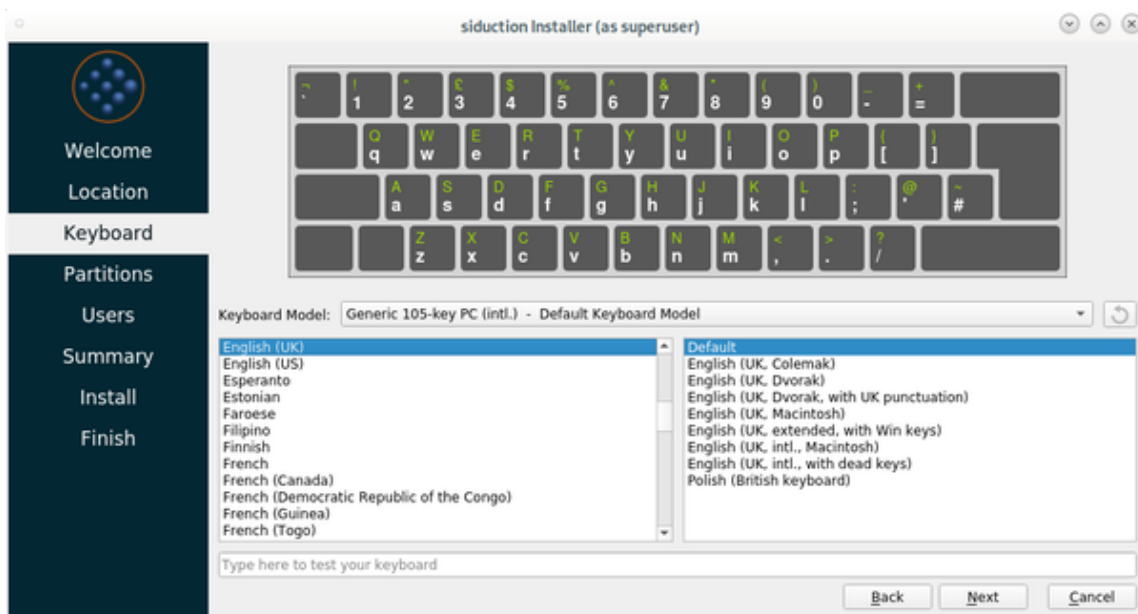 siduction Installer (as superuser)
Welcome
Location
Keyboard
Partitions
Users
Summary
Install
Finish
¬ ! " £ $ % ^ & * ( ) _ +
` 1 2 3 4 5 6 7 8 9 0 - =
Q W E R T Y U I O P { }
q w e r t y u i o p [ ]
A S D F G H J K L : @ ~
a s d f g h j k l ; ' #
Z X C V B N M < > ?
z x c v b n m , . /
Keyboard Model: Generic 105-key PC (intl.) - Default Keyboard Model
English (UK)
English (US)
Esperanto
Estonian
Faroese
Filipino
Finnish
French
French (Canada)
French (Democratic Republic of the Congo)
French (Guinea)
French (Togo)
Default
English (UK, Colemak)
English (UK, Dvorak)
English (UK, Dvorak, with UK punctuation)
English (UK, Macintosh)
English (UK, extended, with Win keys)
English (UK, intl., Macintosh)
English (UK, intl., with dead keys)
Polish (British keyboard)
Type here to test your keyboard
Back Next Cancel